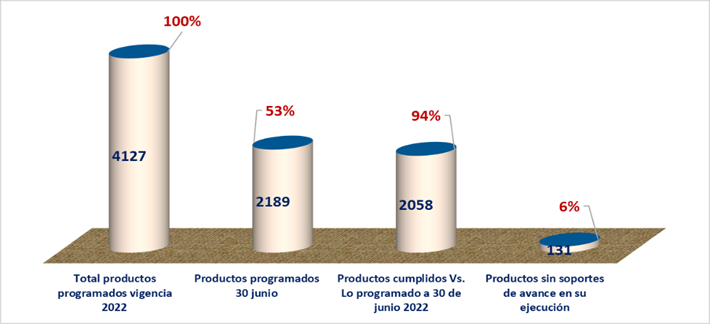 100%
53%
94%
6%
4127
2189
2058
131
Total productos
programados vigencia
2022
Productos programados
30 junio
Productos cumplidos Vs.
Lo programado a 30 de
junio 2022
Productos sin soportes
de avance en su
ejecución